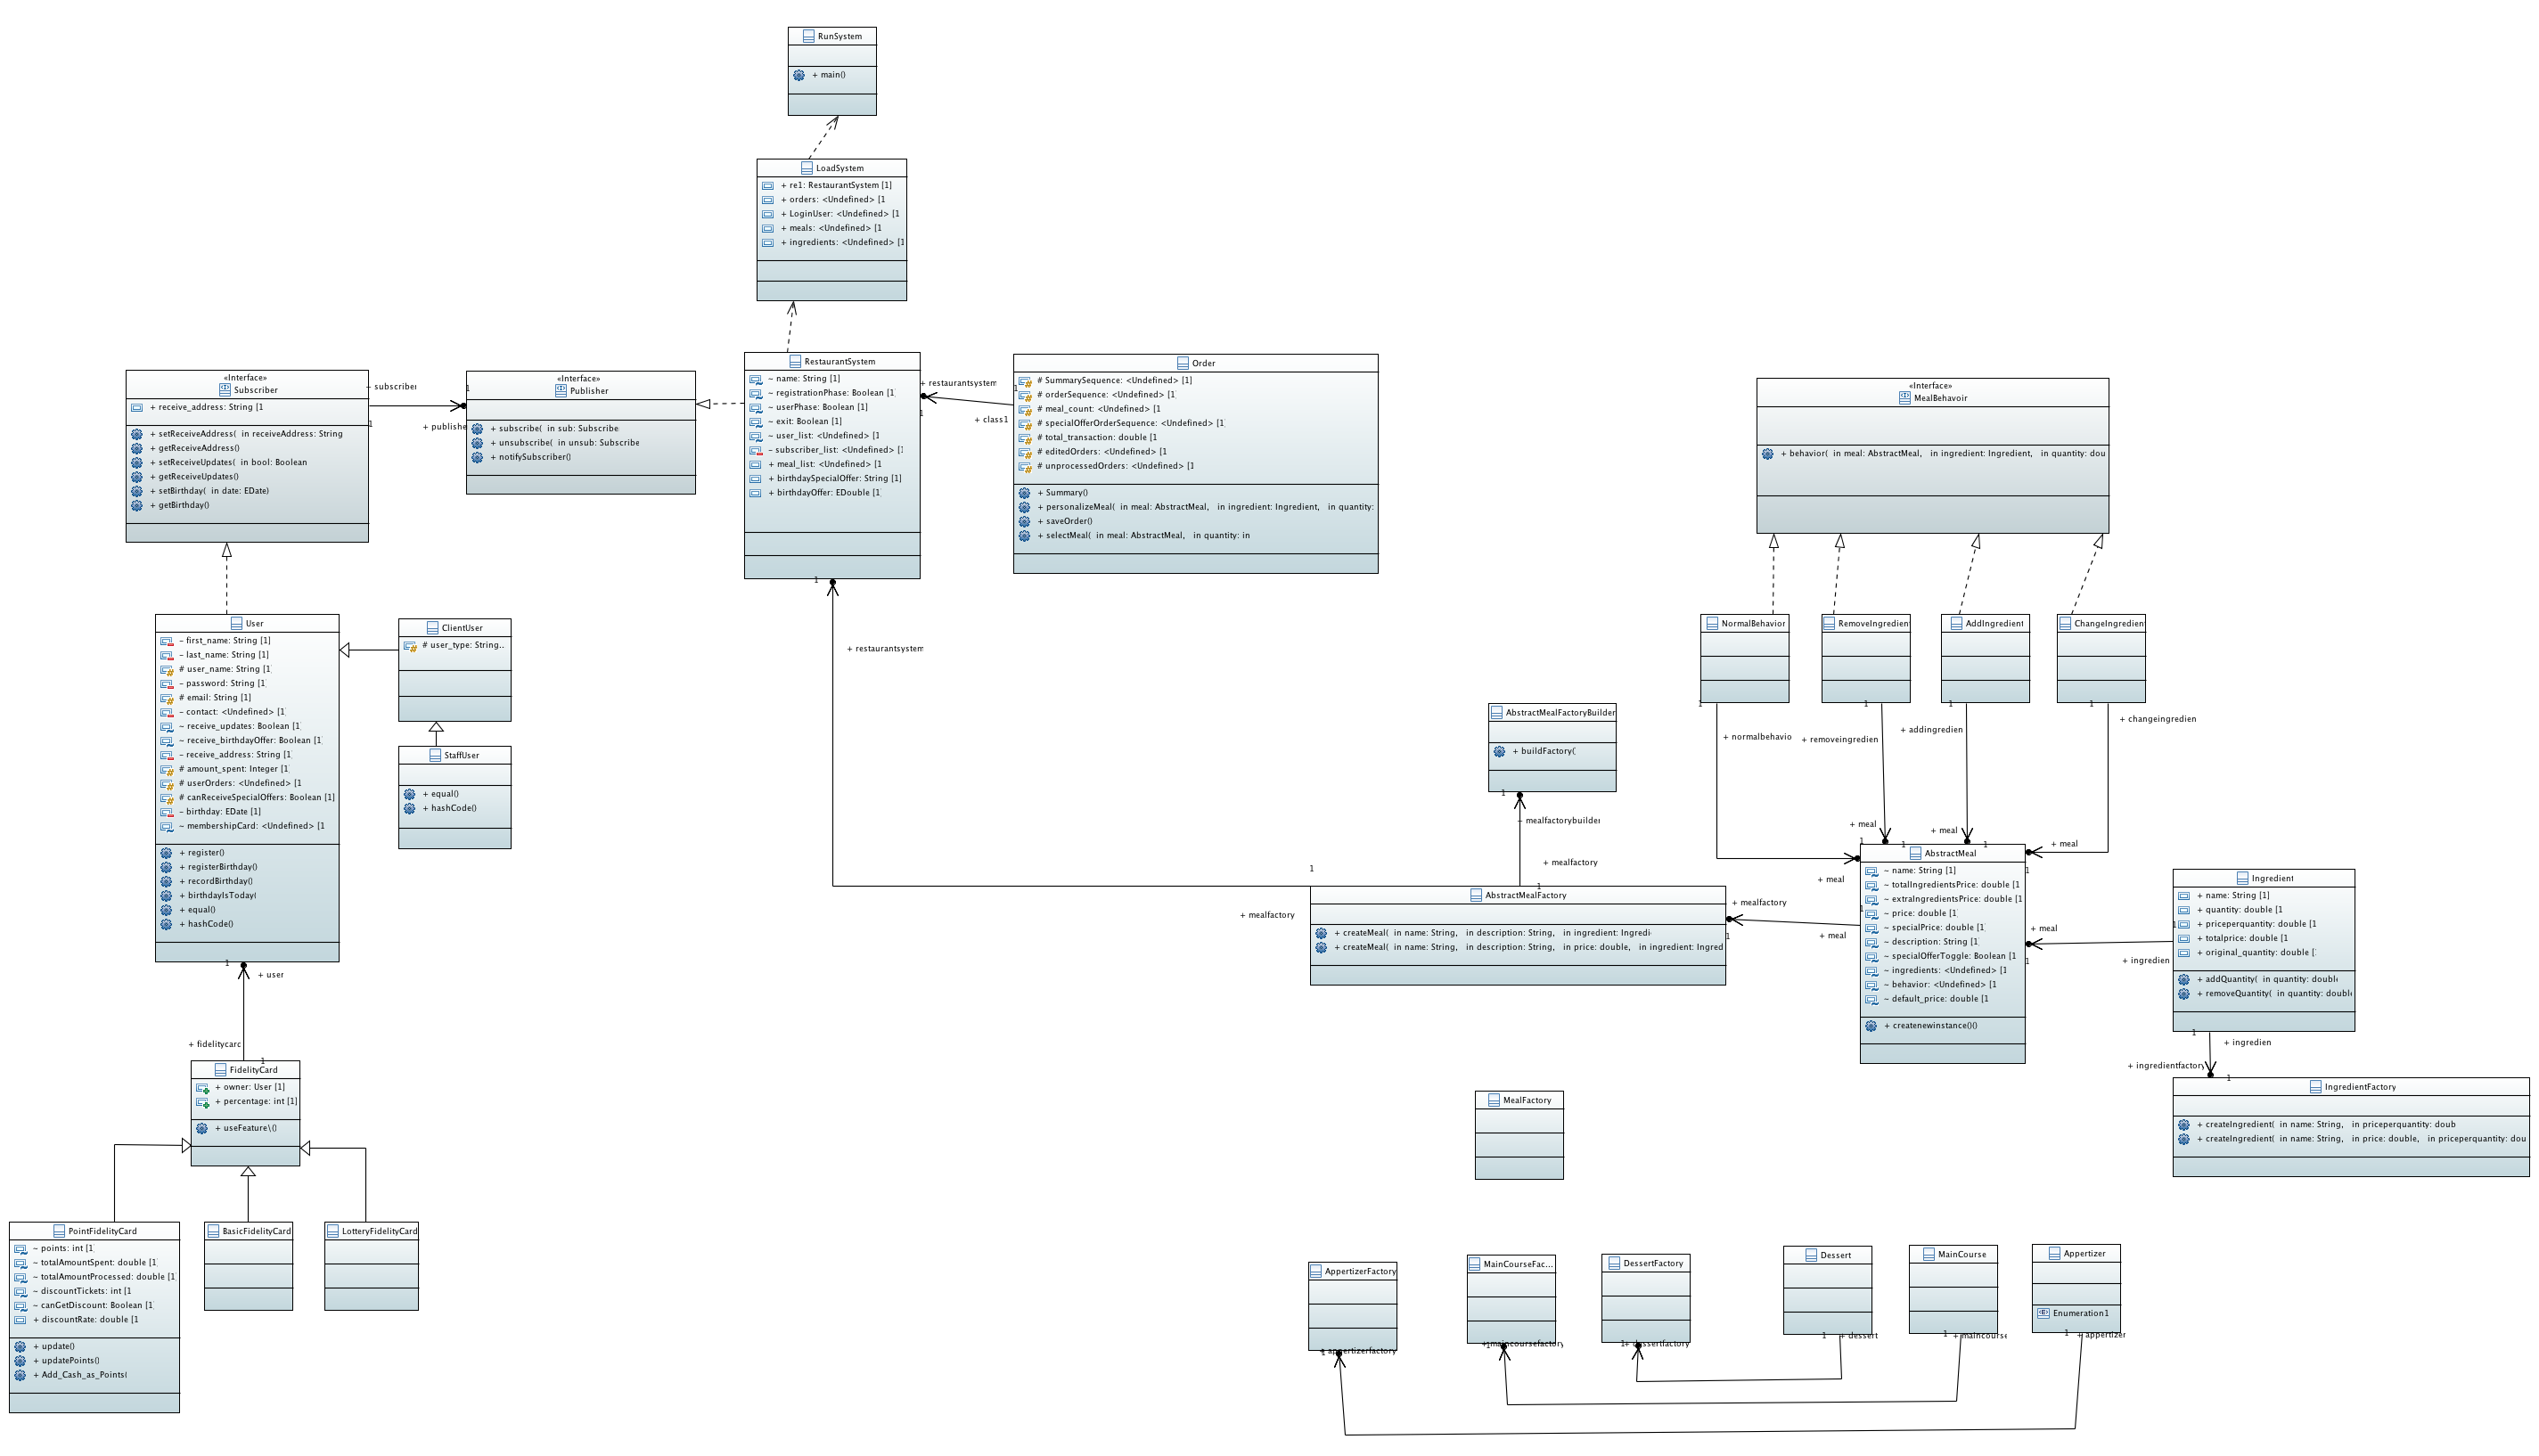 RunSystem
+ main()
LoadSystem
+ re1: RestaurantSystem [1]
+ orders: <Undefined> [1
+ LoginUser: <Undefined> [1
+ meals: <Undefined> [1
+ ingredients: <Undefined> [1
«Interface»
Subscriber
+ receive_address: String [1
+ setReceiveAddress( in receiveAddress: String
+ getReceiveAddress()
+ setReceiveUpdates( in bool: Boolean
+ getReceiveUpdates()
+ setBirthday( in date: EDate)
+ getBirthday()
+ subscriber
1
1
+ publishe
«Interface»
Publisher
+ subscribe( in sub: Subscribe
+ unsubscribe( in unsub: Subscribe
+ notifySubscriber()
RestaurantSystem
~ name: String [1]
~ registrationPhase: Boolean [1]
~ userPhase: Boolean [1]
~ exit: Boolean [1]
~ user_list: <Undefined> [1
- subscriber_list: <Undefined> [1
+ meal_list: <Undefined> [1
+ birthdaySpecialOffer: String [1]
+ birthdayOffer: EDouble [1]
+ restaurantsystem
1
1
+ class1
Order
# SummarySequence: <Undefined> [1]
# orderSequence: <Undefined> [1
# meal_count: <Undefined> [1
# specialOfferOrderSequence: <Undefined> [1
# total_transaction: double [1
# editedOrders: <Undefined> [1
# unprocessedOrders: <Undefined> [1
+ Summary()
+ personalizeMeal( in meal: AbstractMeal, in ingredient: Ingredient, in quantity:
+ saveOrder()
+ selectMeal( in meal: AbstractMeal, in quantity: in
«Interface»
MealBehavoir
+ behavior( in meal: AbstractMeal, in ingredient: Ingredient, in quantity: dou
1
+ restaurantsystem
User
- first_name: String [1]
- last_name: String [1]
# user_name: String [1]
- password: String [1]
# email: String [1]
- contact: <Undefined> [1]
~ receive_updates: Boolean [1]
~ receive_birthdayOffer: Boolean [1]
- receive_address: String [1]
# amount_spent: Integer [1]
# userOrders: <Undefined> [1
# canReceiveSpecialOffers: Boolean [1]
- birthday: EDate [1]
~ membershipCard: <Undefined> [1
+ register()
+ registerBirthday()
+ recordBirthday()
+ birthdayIsToday(
+ equal()
+ hashCode()
ClientUser
# user_type: String..
StaffUser
+ equal()
+ hashCode()
NormalBehavior
RemoveIngredient
AddIngredient
ChangeIngredient
1
1
1
1
+ normalbehavio
+ removeingredien
+ addingredien
+ changeingredien
AbstractMealFactoryBuilder
+ buildFactory(
1
+ mealfactorybuilder
+ mealfactory
1
1
+ mealfactory
AbstractMealFactory
+ createMeal( in name: String, in description: String, in ingredient: Ingredi
+ createMeal( in name: String, in description: String, in price: double, in ingredient: Ingred
+ mealfactory
1
1
+ meal
+ meal
+ meal
+ meal
+ meal
1
1
1
1
AbstractMeal
~ name: String [1]
~ totalIngredientsPrice: double [1
~ extraIngredientsPrice: double [1
~ price: double [1
~ specialPrice: double [1
~ description: String [1
~ specialOfferToggle: Boolean [1
~ ingredients: <Undefined> [1
~ behavior: <Undefined> [1
~ default_price: double [1
+ createnewinstance()()
+ meal
1
1
+ ingredien
Ingredient
+ name: String [1]
+ quantity: double [1
+ priceperquantity: double [1
+ totalprice: double [1
+ original_quantity: double [
+ addQuantity( in quantity: double
+ removeQuantity( in quantity: double
1
+ ingredien
+ ingredientfactory
1
IngredientFactory
+ createIngredient( in name: String, in priceperquantity: doub
+ createIngredient( in name: String, in price: double, in priceperquantity: dou
1
+ user
+ fidelitycard
1
FidelityCard
+ owner: User [1]
+ percentage: int [1]
+ useFeature\()
MealFactory
PointFidelityCard
~ points: int [1
~ totalAmountSpent: double [1
~ totalAmountProcessed: double [1
~ discountTickets: int [1
~ canGetDiscount: Boolean [1
+ discountRate: double [1
+ update()
+ updatePoints()
+ Add_Cash_as_Points(
BasicFidelityCard
LotteryFidelityCard
AppertizerFactory
MainCourseFac...
DessertFactory
Dessert
MainCourse
Appertizer
Enumeration1
1
+ appertizerfactory
1
+ maincoursefactory
1
+ dessertfactory
1
+ dessert
1
+ maincourse
1
+ appertizer